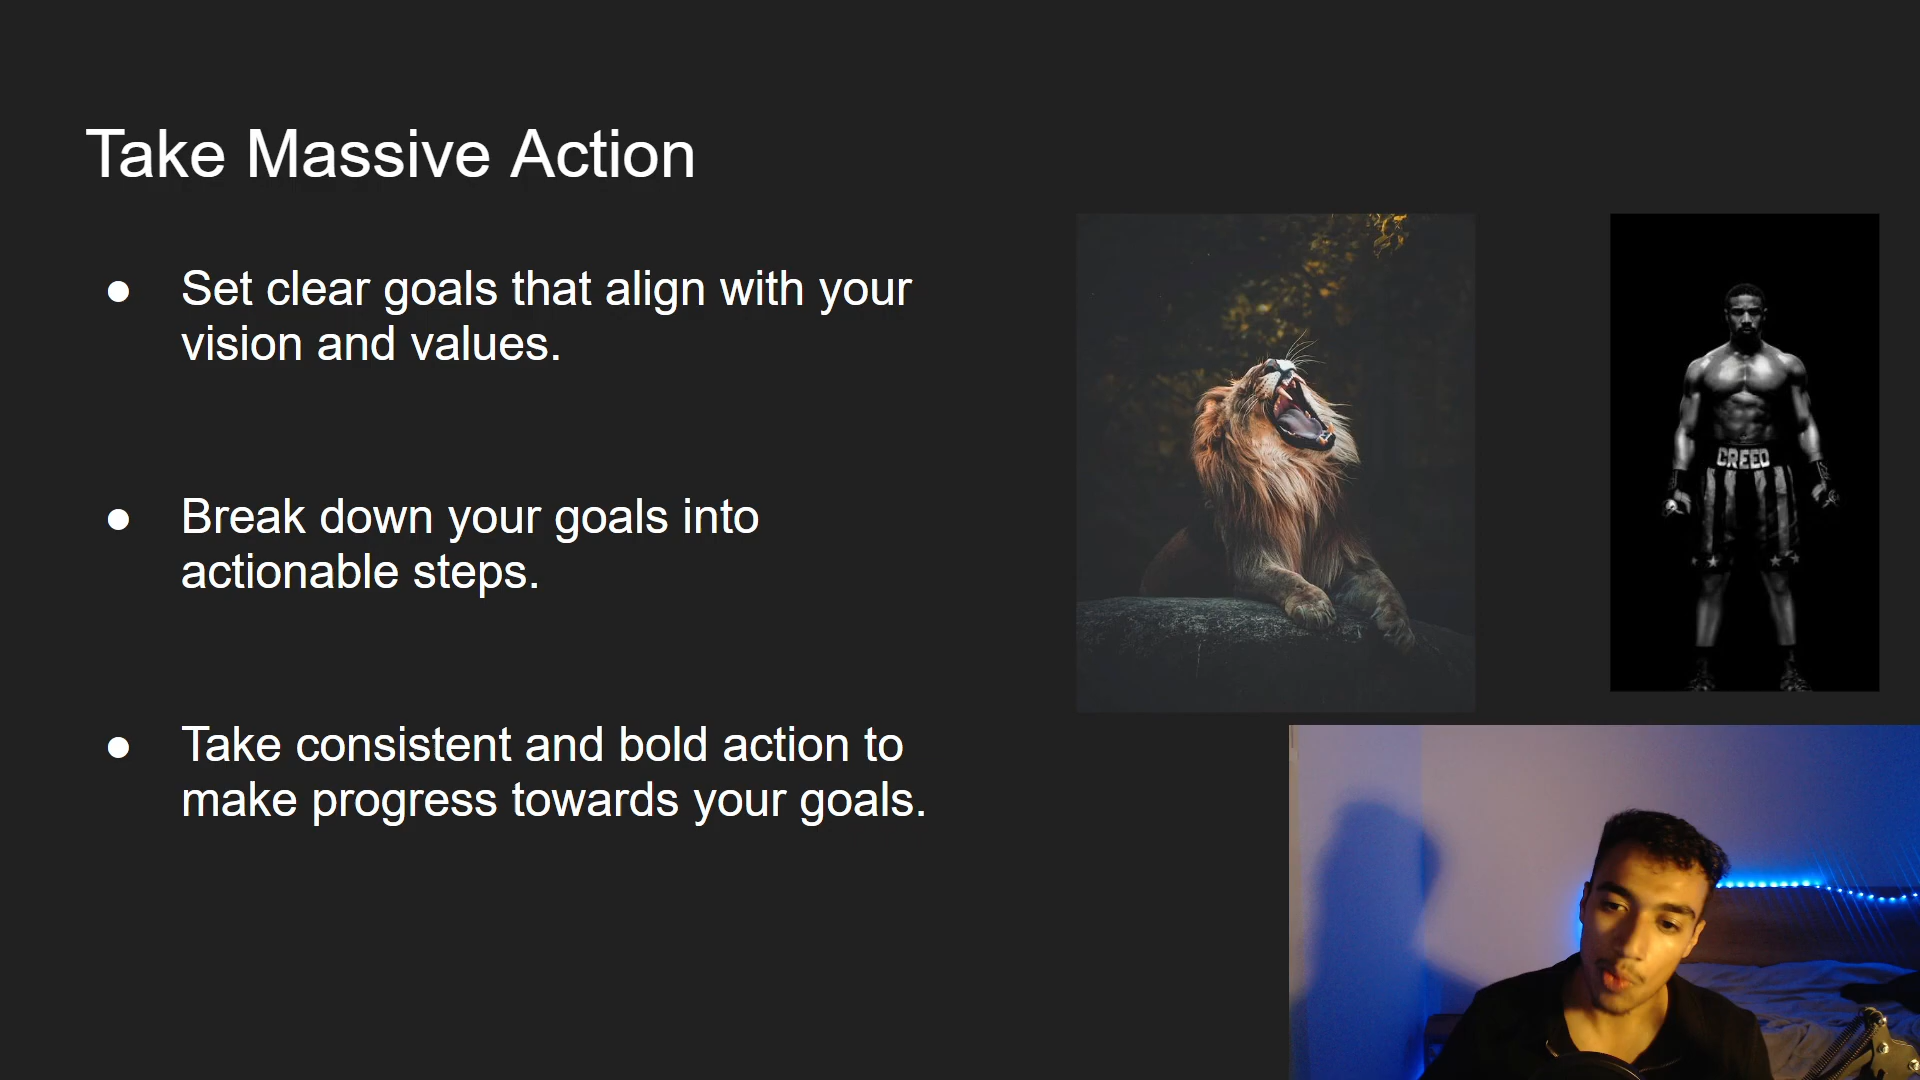 Take Massive Action
Set clear goals that align with your
vision and values.
Break down your goals into
actionable steps.
Take consistent and bold action to
make progress towards your goals.
CREED